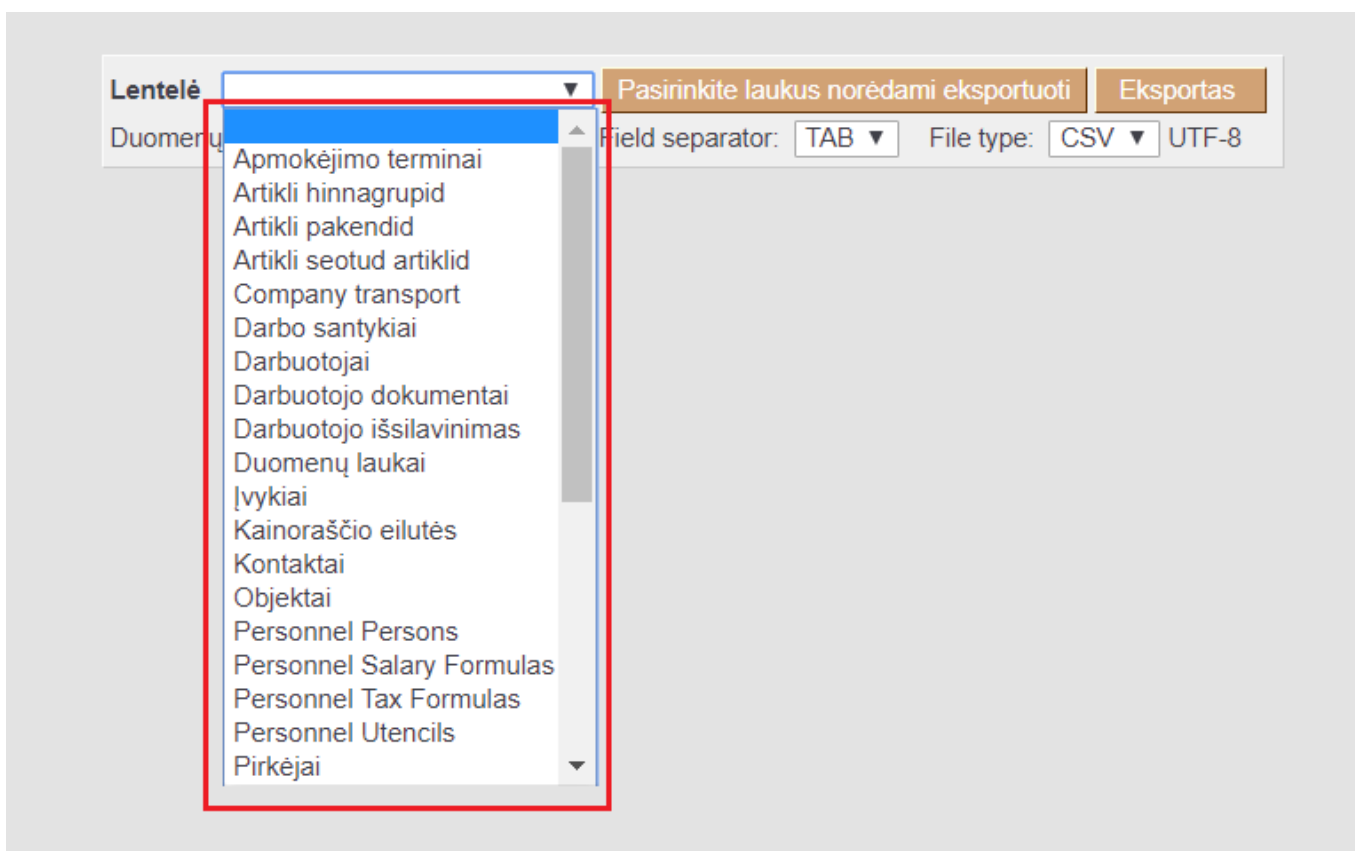 Lentelė Pasirinkite laukus norėdami eksportuoti Eksportas
Duomenų Field separator: TAB File type: CSV UTF-8
Apmokėjimo terminai
Artikli hinnagrupid
Artikli pakendid
Artikli seotud artiklid
Company transport
Darbo santykiai
Darbuotojai
Darbuotojo dokumentai
Darbuotojo išsilavinimas
Duomenų laukai
Įvykiai
Kainoraščio eilutės
Kontaktai
Objektai
Personnel Persons
Personnel Salary Formulas
Personnel Tax Formulas
Personnel Utencils
Pirkėjai